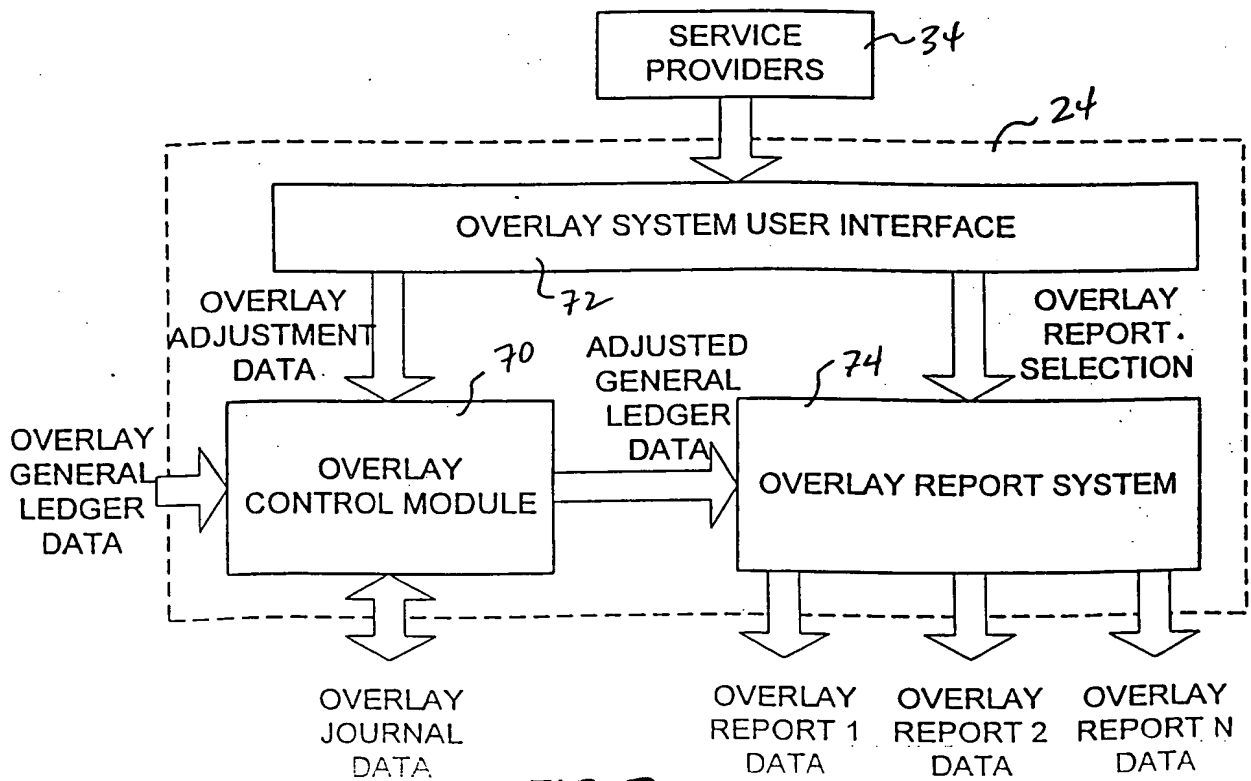 SERVICE
PROVIDERS
34
24
OVERLAY SYSTEM USER INTERFACE
72
OVERLAY
ADJUSTMENT
DATA
OVERLAY
REPORT
SELECTION
70
ADJUSTED
GENERAL
LEDGER
DATA
74
OVERLAY
GENERAL
LEDGER
DATA
OVERLAY
CONTROL MODULE
OVERLAY REPORT SYSTEM
OVERLAY
JOURNAL
DATA
OVERLAY
REPORT 1
DATA
OVERLAY
REPORT 2
DATA
OVERLAY
REPORT N
DATA